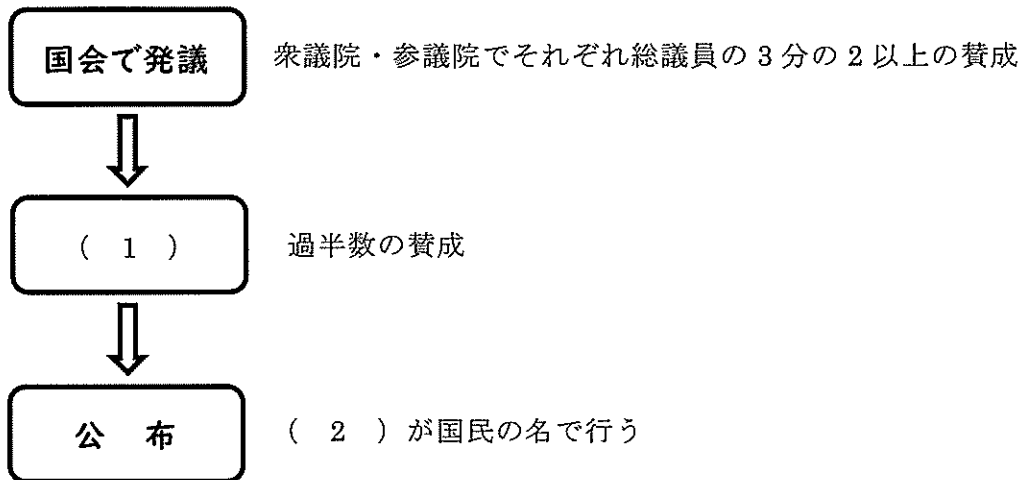 国会で発議 衆議院・参議院でそれぞれ総議員の3分の2以上の賛成
( 1 ) 過半数の賛成
公 布 ( 2 )が国民の名で行う